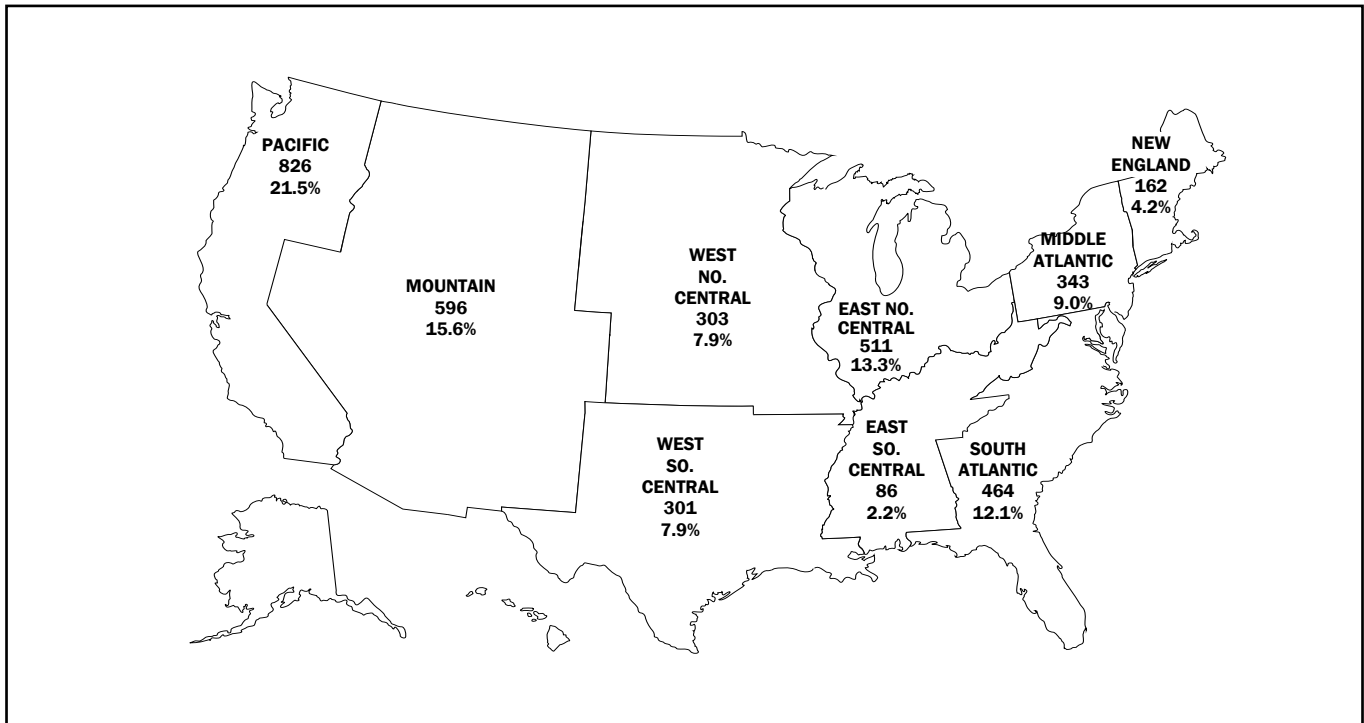 PACIFIC
826
21.5%
MOUNTAIN
596
15.6%
WEST
NO.
CENTRAL
303
7.9%
WEST
SO.
CENTRAL
301
7.9%
EAST NO.
CENTRAL
511
13.3%
EAST
SO.
CENTRAL
86
2.2%
SOUTH
ATLANTIC
464
12.1%
MIDDLE
ATLANTIC
343
9.0%
NEW
ENGLAND
162
4.2%